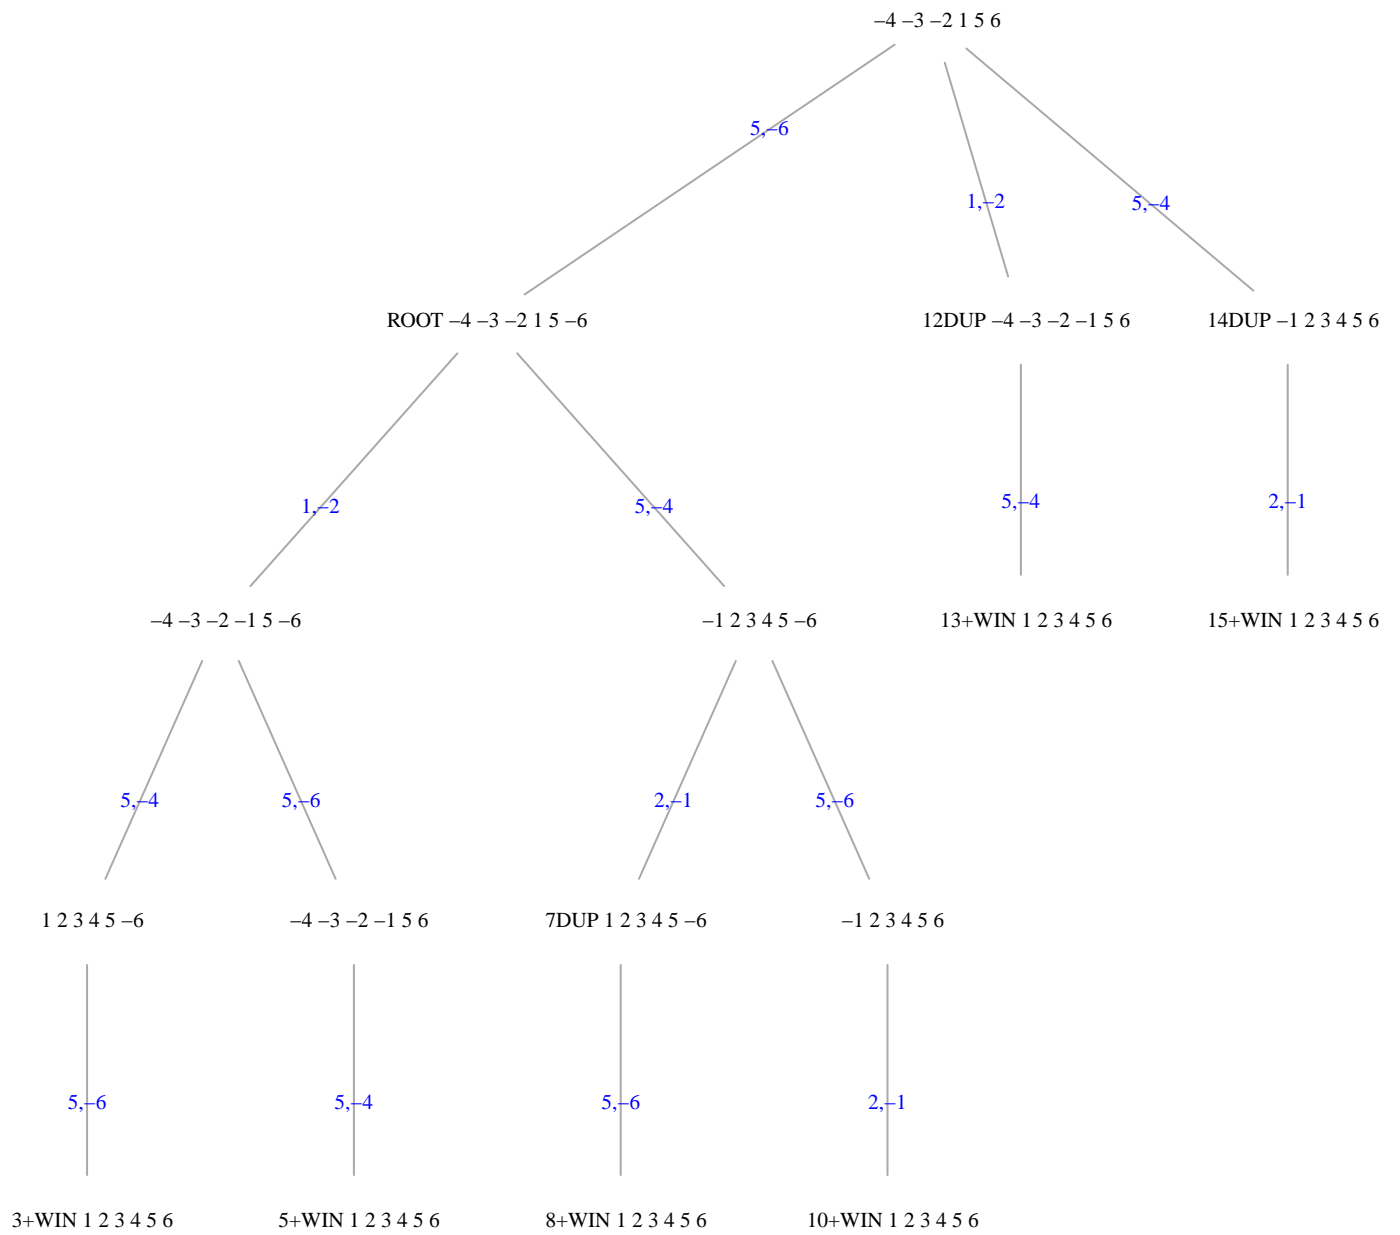 −4 −3 −2 1 5 6
5,−6
1,−2
5,−4
ROOT −4 −3 −2 1 5 −6
12DUP −4 −3 −2 −1 5 6
14DUP −1 2 3 4 5 6
1,−2
5,−4
5,−4
2,−1
−4 −3 −2 −1 5 −6
−1 2 3 4 5 −6
13+WIN 1 2 3 4 5 6
15+WIN 1 2 3 4 5 6
5,−4
5,−6
2,−1
5,−6
1 2 3 4 5 −6
−4 −3 −2 −1 5 6
7DUP 1 2 3 4 5 −6
−1 2 3 4 5 6
5,−6
5,−4
5,−6
2,−1
3+WIN 1 2 3 4 5 6
5+WIN 1 2 3 4 5 6
8+WIN 1 2 3 4 5 6
10+WIN 1 2 3 4 5 6